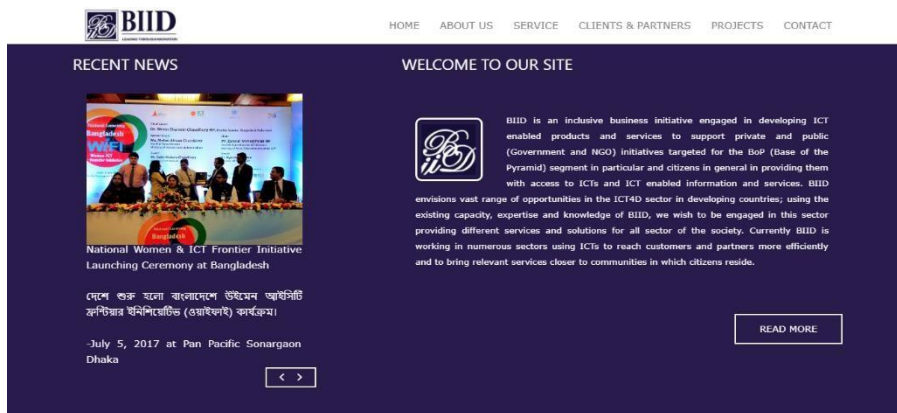 BIID
HOME ABOUT US SERVICE CLIENTS & PARTNERS PROJECTS CONTACT
RECENT NEWS
Bangladesh
WiFi
Bangladesh
National Women & ICT Frontier Initiative
Launching Ceremony at Bangladesh
দেশে শুরু হলো বাংলাদেশে উইমেন আইসিটি
ফ্রন্টিয়ার ইনিশিয়েটিভ (ওয়াইফাই) কার্যক্রম।
-July 5, 2017 at Pan Pacific Sonargaon
Dhaka
< >
WELCOME TO OUR SITE
BIID is an inclusive business initiative engaged in developing ICT
enabled products and services to support private and public
(Government and NGO) initiatives targeted for the BoP (Base of the
Pyramid) segment in particular and citizens in general in providing them
with access to ICTs and ICT enabled information and services. BIID
envisions vast range of opportunities in the ICT4D sector in developing countries; using the
existing capacity, expertise and knowledge of BIID, we wish to be engaged in this sector
providing different services and solutions for all sector of the society. Currently BIID is
working in numerous sectors using ICTs to reach customers and partners more efficiently
and to bring relevant services closer to communities in which citizens reside.
READ MORE